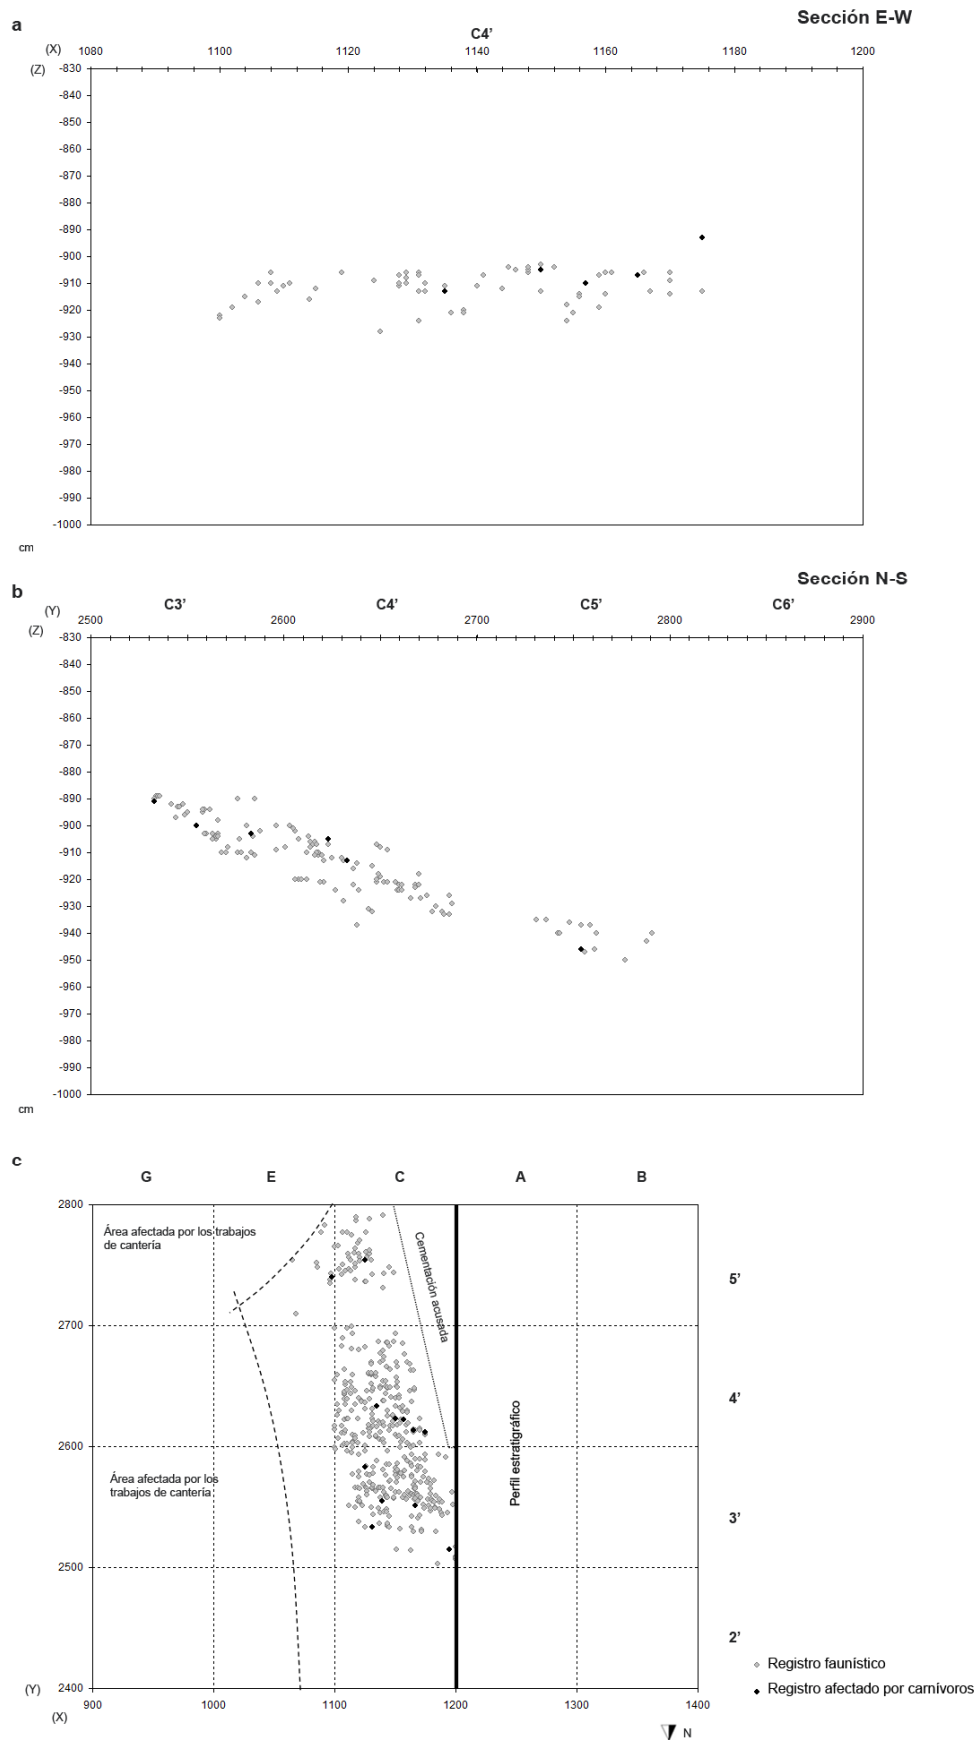 a
Sección E-W
C4'
(X)
1080 1100 1120 1140 1160 1180 1200
(Z)
-830
-840
-850
-860
-870
-880
-890
-900
-910
-920
-930
-940
-950
-960
-970
-980
-990
-1000
cm
b
Sección N-S
(Y)
C3' C4' C5' C6'
2500 2600 2700 2800 2900
(Z)
-830
-840
-850
-860
-870
-880
-890
-900
-910
-920
-930
-940
-950
-960
-970
-980
-990
-1000
cm
c
G E C A B
2800
Área afectada por los trabajos
de cantería
Cementación acusada
5'
2700
4'
Perfil estratigráfico
2600
Área afectada por los
trabajos de cantería
3'
2500
2'
Registro faunístico
Registro afectado por carnívoros
(Y)
2400
900 1000 1100 1200 1300 1400
(X)
N